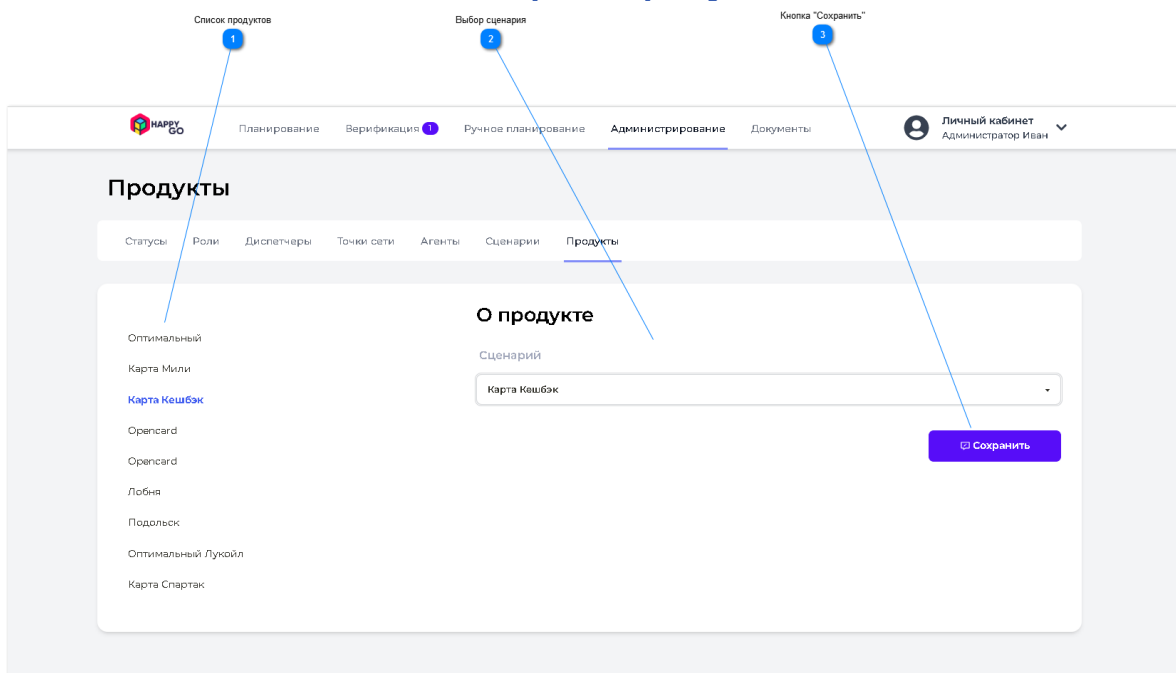 Список продуктов
Выбор сценария
Кнопка "Сохранить"
1
2
3
HAPPY GO
Планирование
Верификация 1
Ручное планирование
Администрирование
Документы
Личный кабинет
Администратор Иван
Продукты
Статусы
Роли
Диспетчеры
Точки сети
Агенты
Сценарии
Продукты
Оптимальный
Карта Мили
Карта Кешбэк
Opencard
Opencard
Лобня
Подольск
Оптимальный Лукойл
Карта Спартак
О продукте
Сценарий
Карта Кешбэк
Сохранить